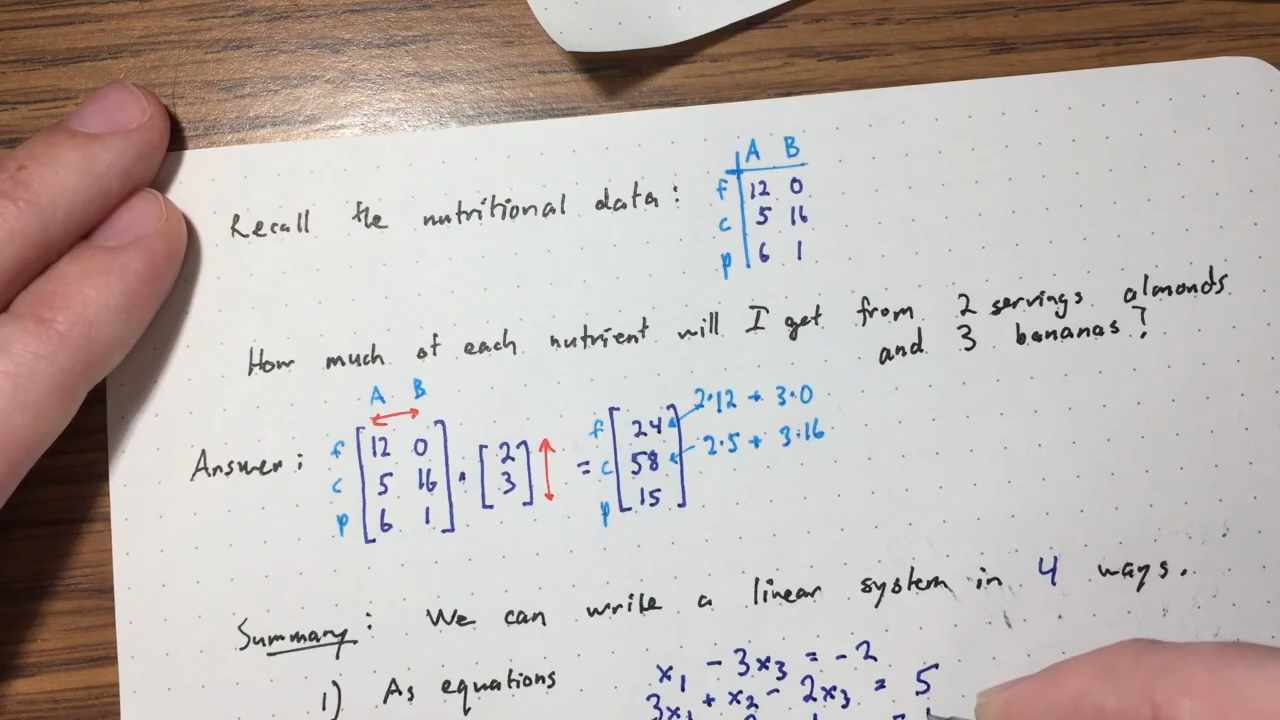 A B
Recall the nutritional data: f 12 0
c 5 16
p 6 1
How much of each nutrient will I get from 2 servings almonds
and 3 bananas?
A B
2·12 + 3·0
2·5 + 3·16
Answer: f [12 0] [2] = f [24]
c [5 16] · [3] c [58]
p [6 1] p [15]
Summary: We can write a linear system in 4 ways.
1) As equations x₁ - 3x₃ = -2
3x₁ + x₂ - 2x₃ = 5